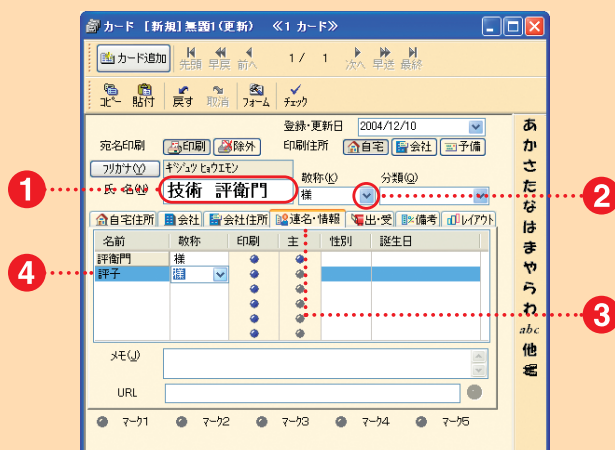 カード [新規]無題1(更新) ≪1 カード≫
カード追加 先頭 早戻 前へ 1/ 1 次へ 早送 最終
コピー 貼付 戻す 取消 フォーム チェック
登録・更新日 2004/12/10
宛名印刷 印刷 除外 印刷住所 自宅 会社 予備
フリガナ(Y) ギジュツ ヒョウエモン 敬称(K) 分類(Q)
1 氏 名(N) 技術 評衛門 様 2
自宅住所 会社 会社住所 連名・情報 出・受 備考 レイアウト
名前 敬称 印刷 主 性別 誕生日
評衛門 様
4 評子 様
3
メモ(J)
URL
マーク1 マーク2 マーク3 マーク4 マーク5
あ
か
さ
た
な
は
ま
や
ら
わ
abc
他